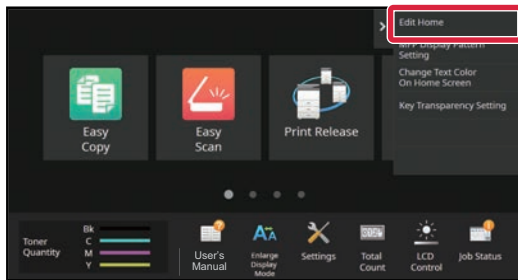 Edit Home
MFP Display Pattern
Setting
Change Text Color
On Home Screen
Key Transparency Setting
Easy
Copy
Easy
Scan
Print Release
Toner
Quantity
Bk
C
M
Y
User's
Manual
Enlarge
Display
Mode
Settings
Total
Count
LCD
Control
Job Status